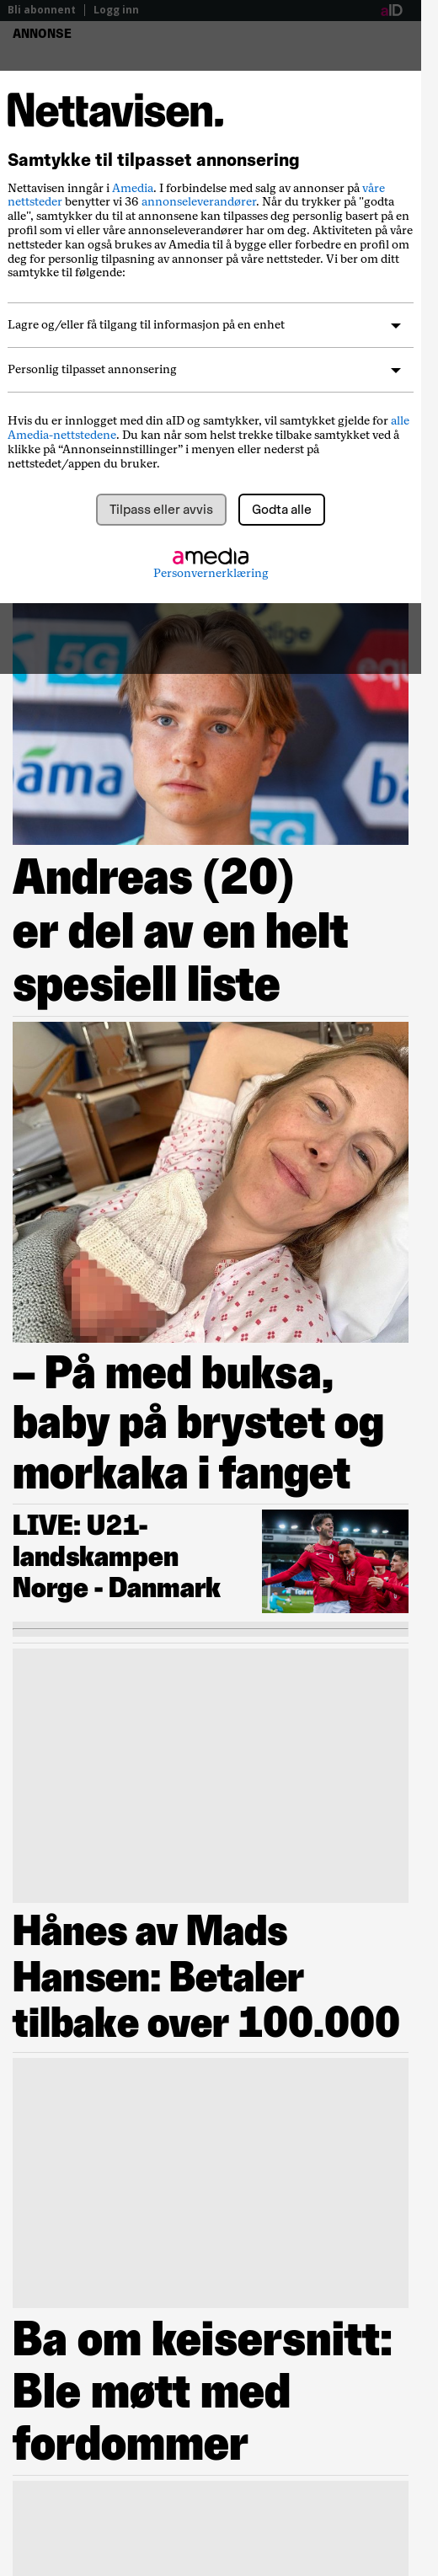 Bli abonnent | Logg inn
aID
ANNONSE
Nettavisen.
Samtykke til tilpasset annonsering
Nettavisen inngår i Amedia. I forbindelse med salg av annonser på våre
nettsteder benytter vi 36 annonseleverandører. Når du trykker på "godta
alle", samtykker du til at annonsene kan tilpasses deg personlig basert på en
profil som vi eller våre annonseleverandører har om deg. Aktiviteten på våre
nettsteder kan også brukes av Amedia til å bygge eller forbedre en profil om
deg for personlig tilpasning av annonser på våre nettsteder. Vi ber om ditt
samtykke til følgende:
Lagre og/eller få tilgang til informasjon på en enhet
Personlig tilpasset annonsering
Hvis du er innlogget med din aID og samtykker, vil samtykket gjelde for alle
Amedia-nettstedene. Du kan når som helst trekke tilbake samtykket ved å
klikke på “Annonseinnstillinger” i menyen eller nederst på
nettstedet/appen du bruker.
Tilpass eller avvis
Godta alle
amedia
Personvernerklæring
5G
equi
bama
ba
5G
Andreas (20)
er del av en helt
spesiell liste
– På med buksa,
baby på brystet og
morkaka i fanget
LIVE: U21-
landskampen
Norge - Danmark
Hånes av Mads
Hansen: Betaler
tilbake over 100.000
Ba om keisersnitt:
Ble møtt med
fordommer